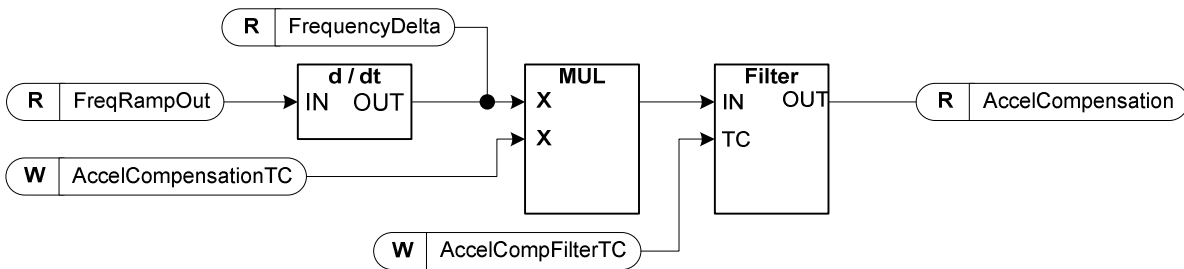 R FrequencyDelta
d / dt MUL Filter
R FreqRampOut IN OUT X IN OUT R AccelCompensation
X TC
W AccelCompensationTC
W AccelCompFilterTC